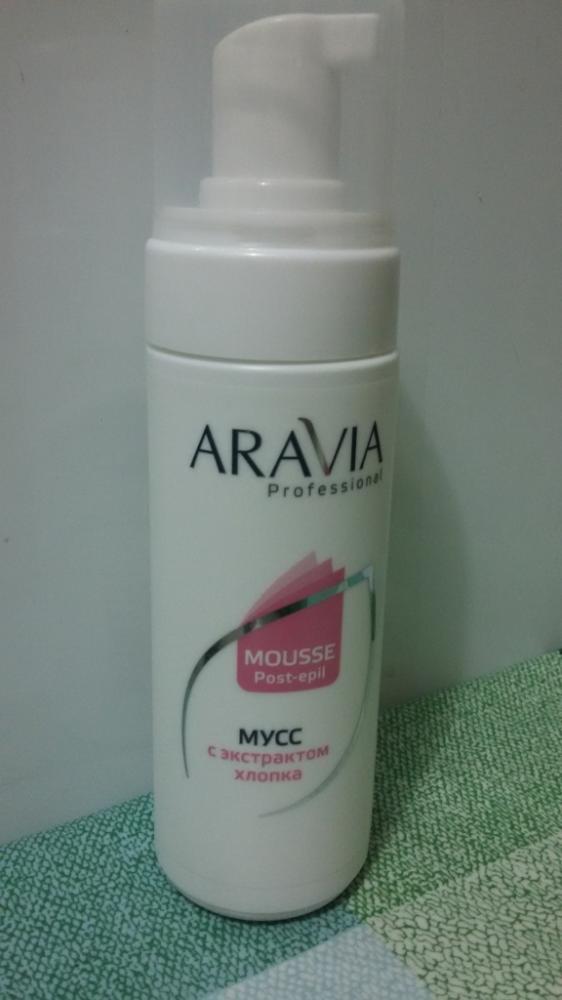 ARAVIA
Professional
MOUSSE
Post-epil
МУСС
с экстрактом
хлопка